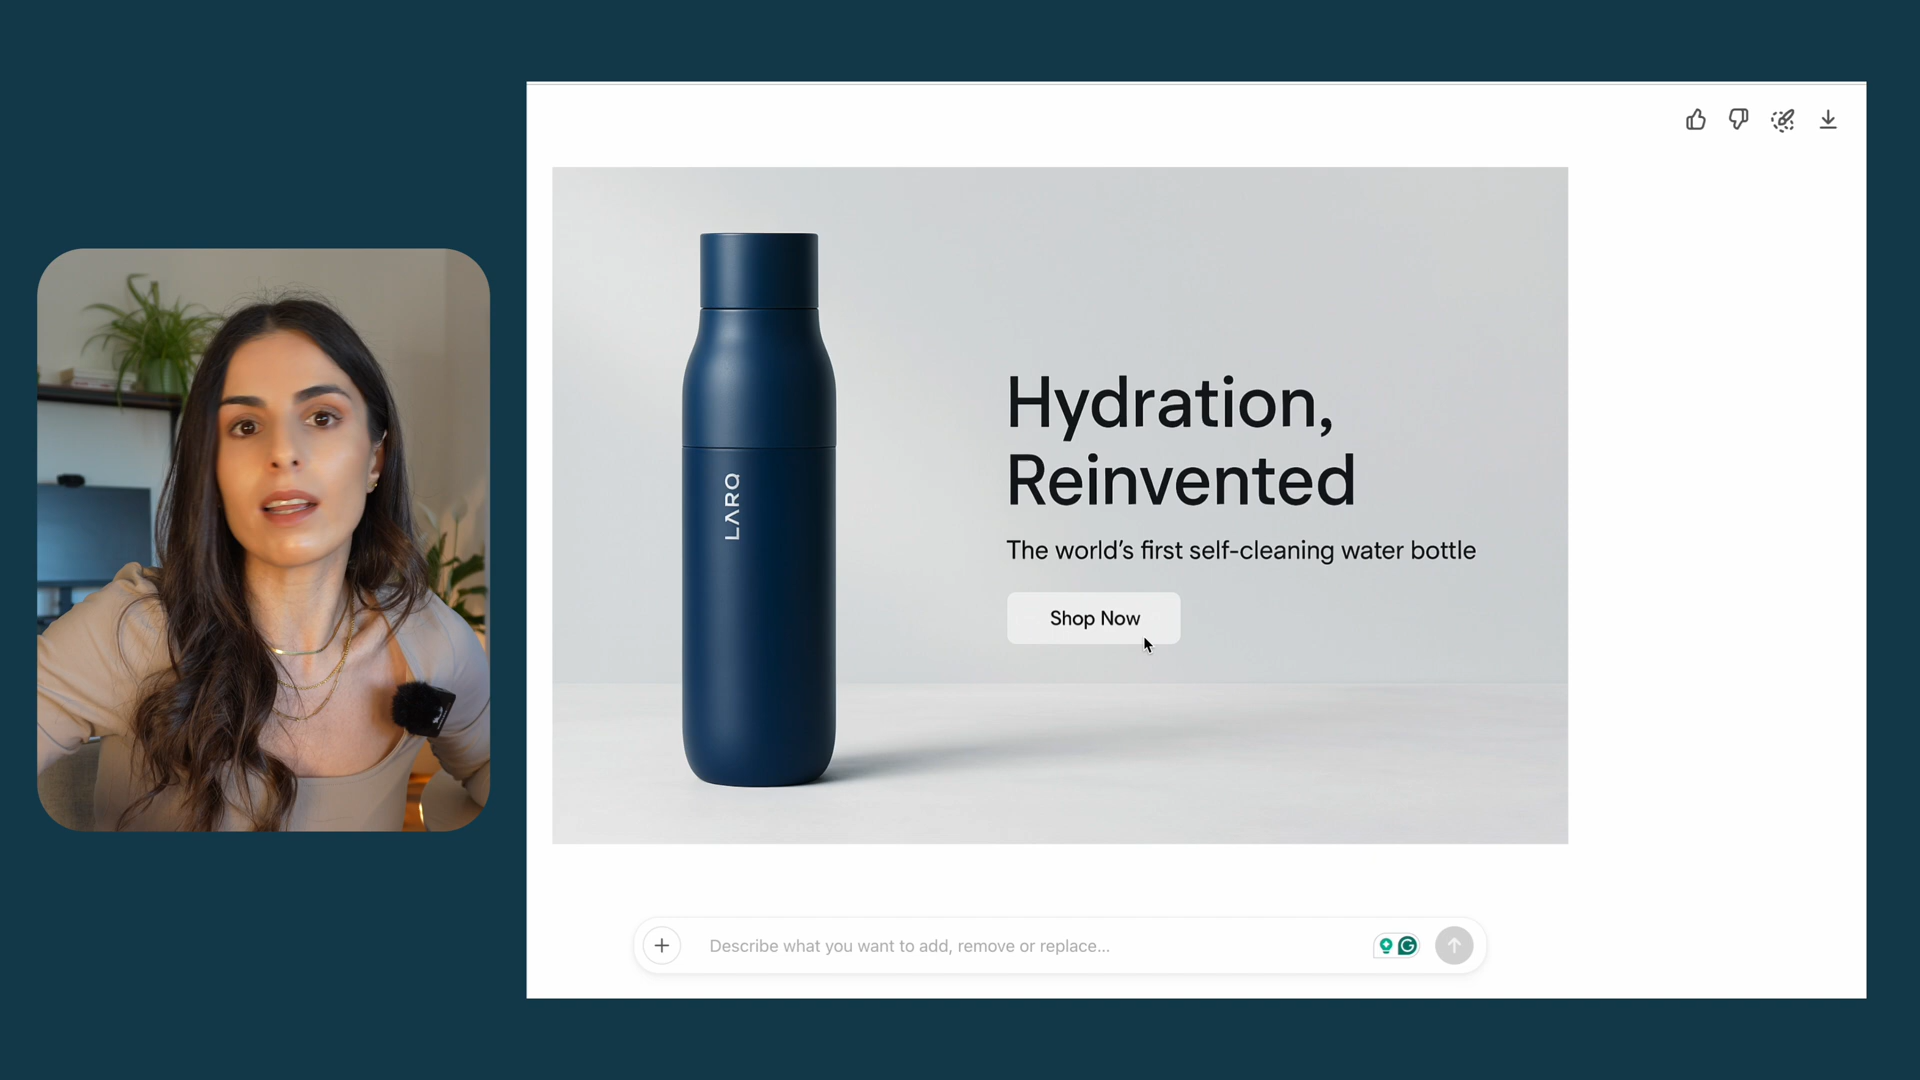 LARQ
Hydration,
Reinvented
The world's first self-cleaning water bottle
Shop Now
Describe what you want to add, remove or replace...